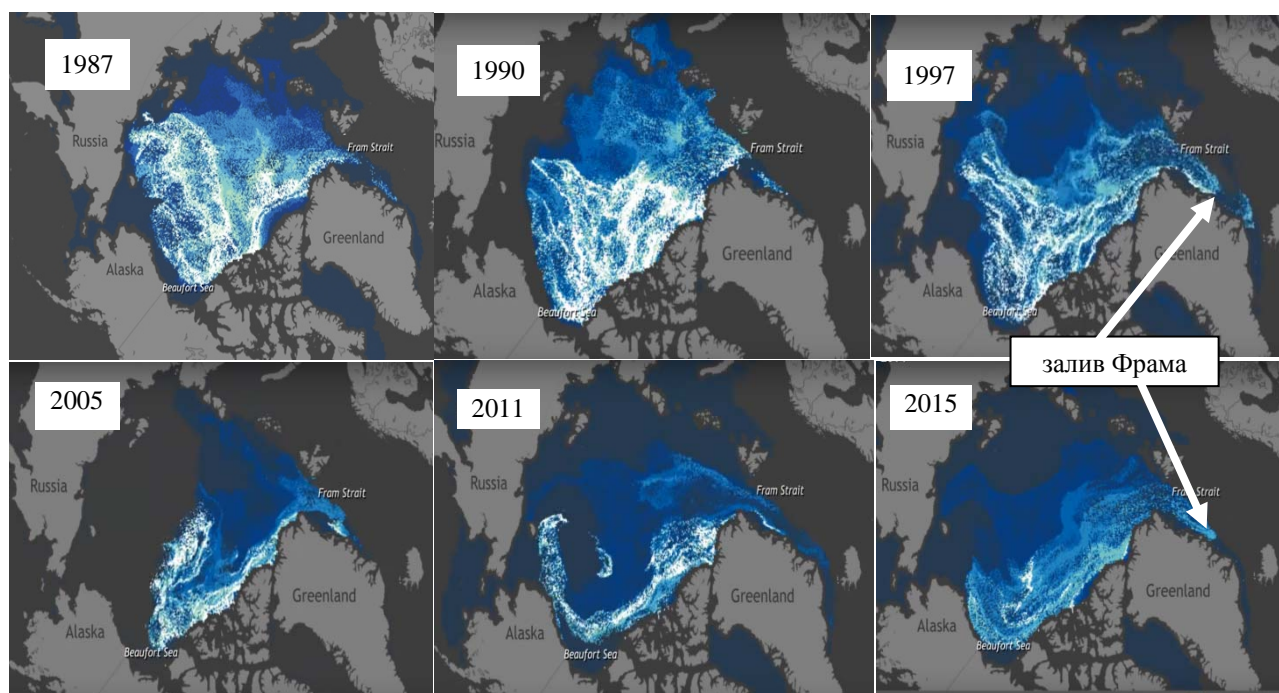 1987
Russia
Fram Strait
Greenland
Alaska
Beaufort Sea
1990
Russia
Fram Strait
Greenland
Alaska
Beaufort Sea
1997
Russia
Fram Strait
Greenland
Alaska
Beaufort Sea
залив Фрама
2005
Russia
Fram Strait
Greenland
Alaska
Beaufort Sea
2011
Russia
Fram Strait
Greenland
Alaska
Beaufort Sea
2015
Russia
Fram Strait
Greenland
Alaska
Beaufort Sea